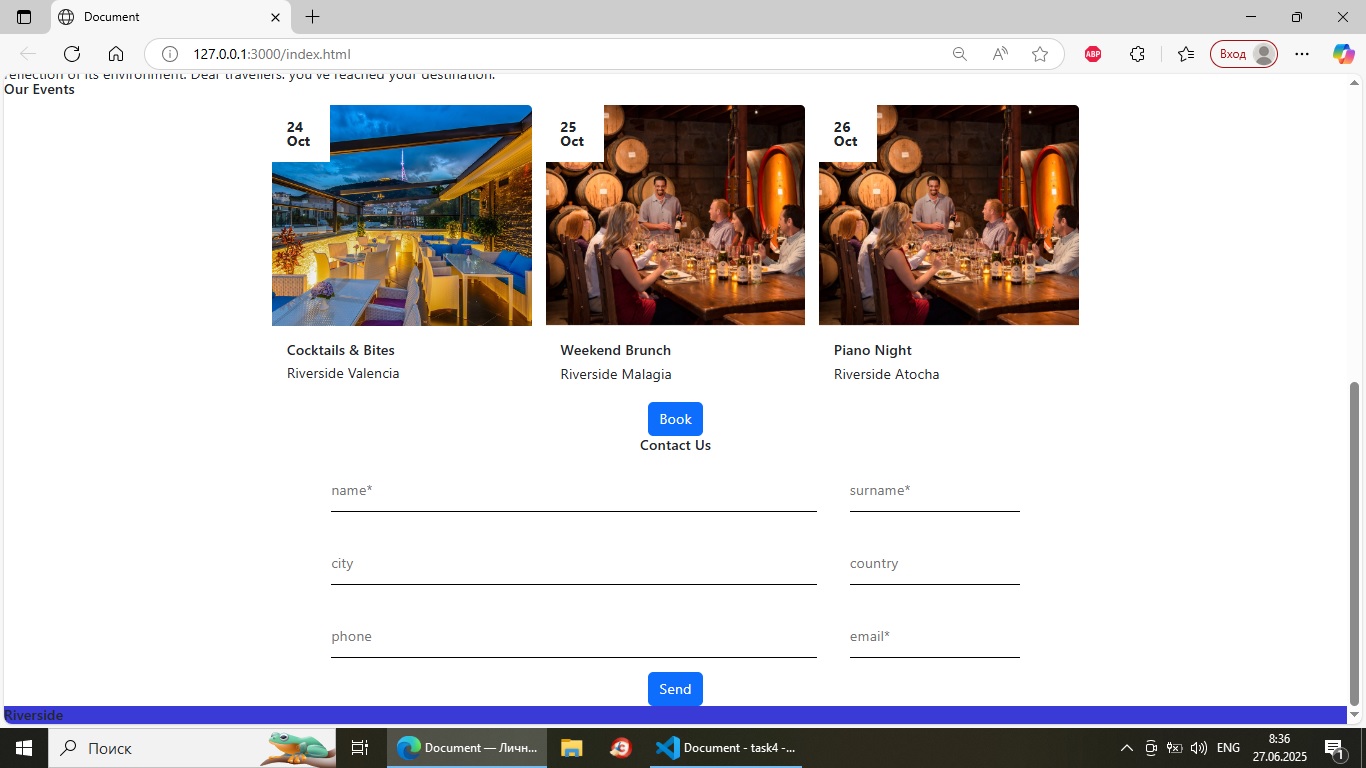 Document
127.0.0.1:3000/index.html
ABP
Вход
reflection of its environment. Dear travellers, you've reached your destination.
Our Events
24
Oct
25
Oct
26
Oct
Cocktails & Bites
Weekend Brunch
Piano Night
Riverside Valencia
Riverside Malagia
Riverside Atocha
Book
Contact Us
name*
surname*
city
country
phone
email*
Send
Riverside
Поиск
Document — Личн...
Document - task4 -...
ENG
8:36
27.06.2025
1